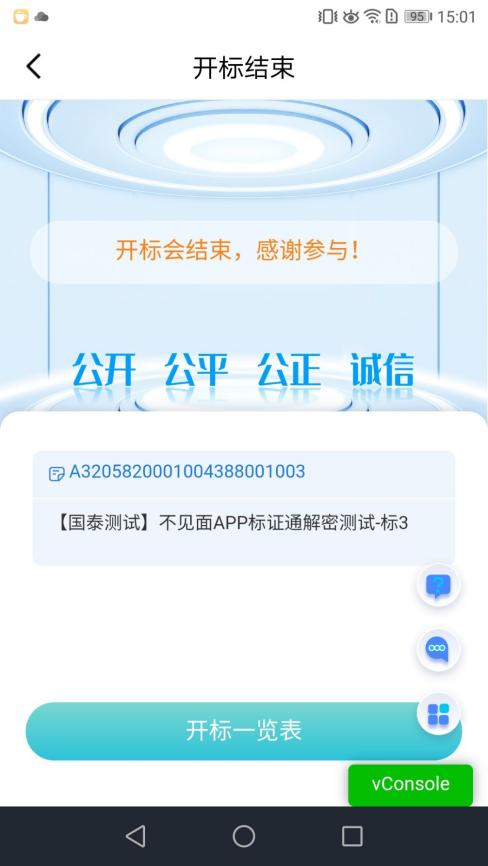 95 15:01
开标结束
开标会结束，感谢参与！
公开 公平 公正 诚信
A3205820001004388001003
【国泰测试】不见面APP标证通解密测试-标3
开标一览表
vConsole